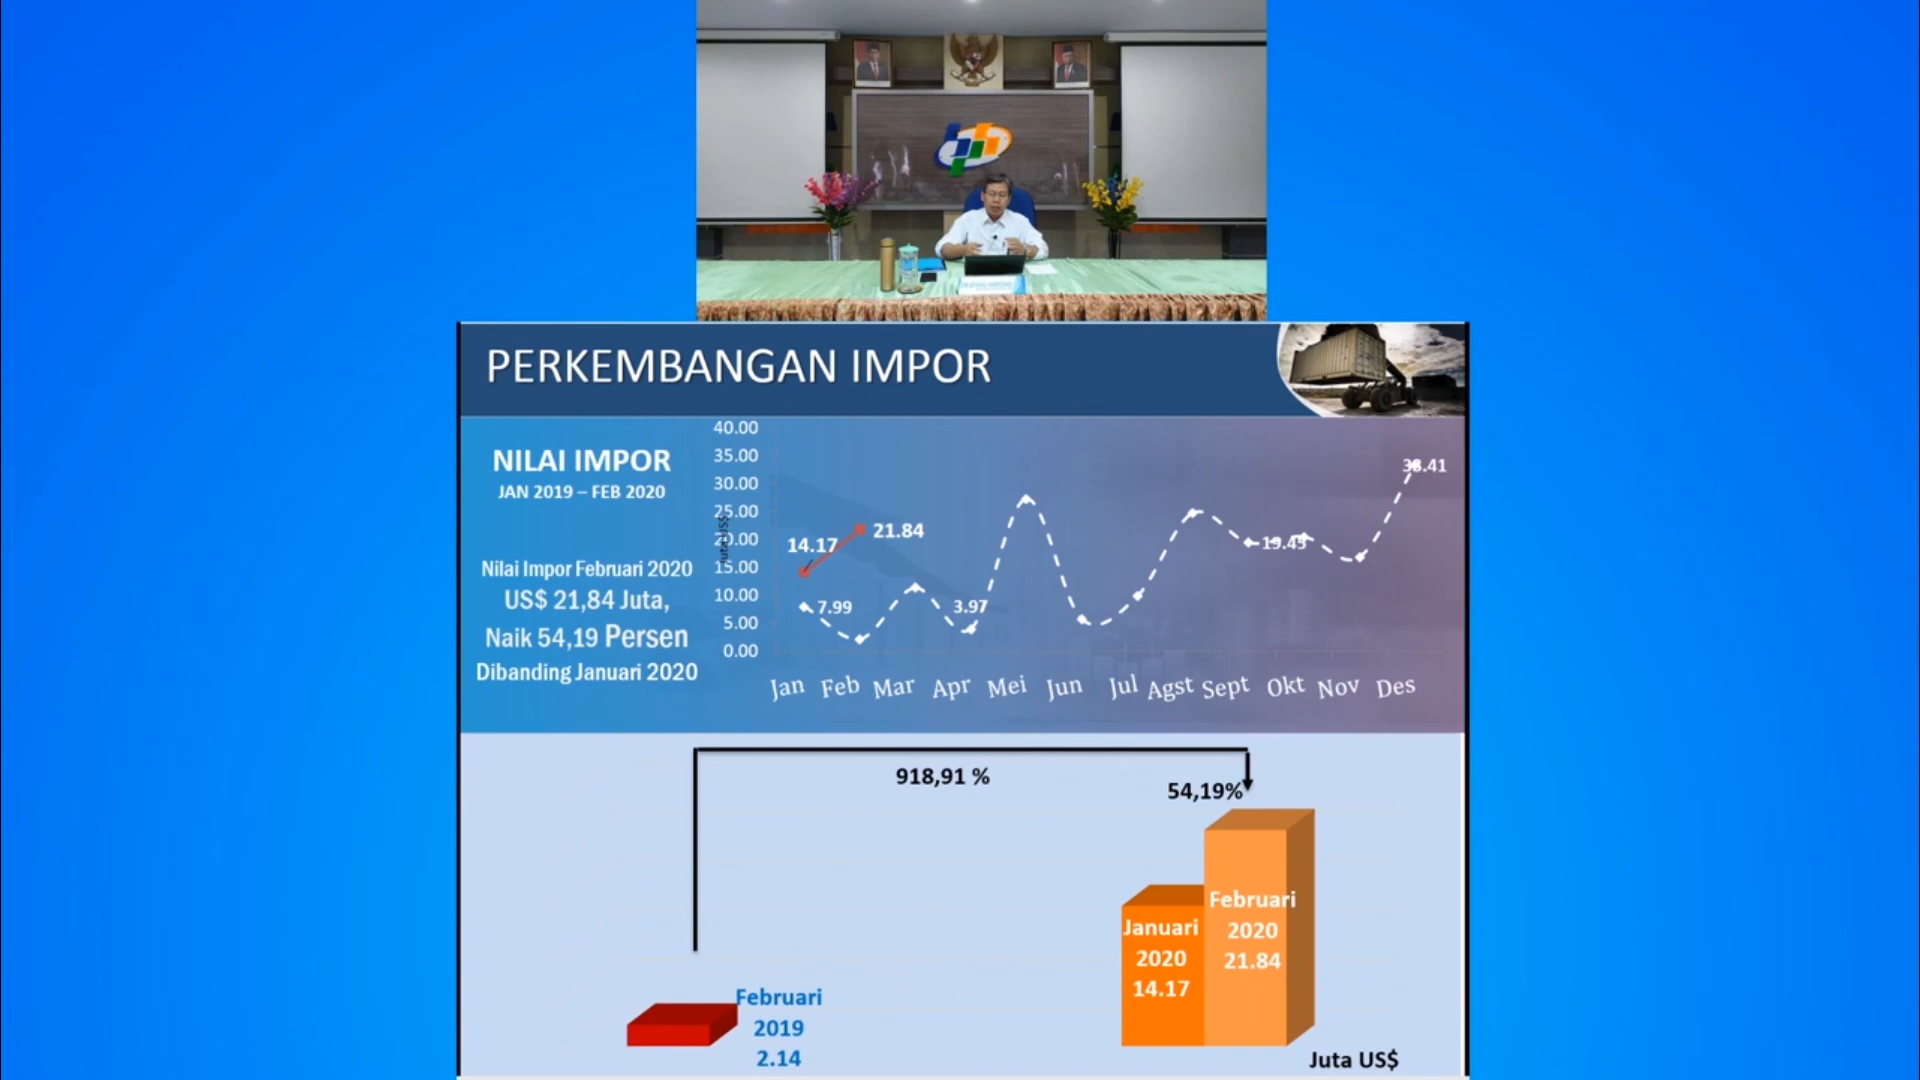 PERKEMBANGAN IMPOR
NILAI IMPOR
JAN 2019 – FEB 2020
Nilai Impor Februari 2020
US$ 21,84 Juta,
Naik 54,19 Persen
Dibanding Januari 2020
40.00
35.00
30.00
25.00
20.00
15.00
10.00
5.00
0.00
Juta US$
14.17
21.84
7.99
3.97
19.45
33.41
Jan Feb Mar Apr Mei Jun Jul Agst Sept Okt Nov Des
918,91 %
54,19%
Februari
2019
2.14
Januari
2020
14.17
Februari
2020
21.84
Juta US$